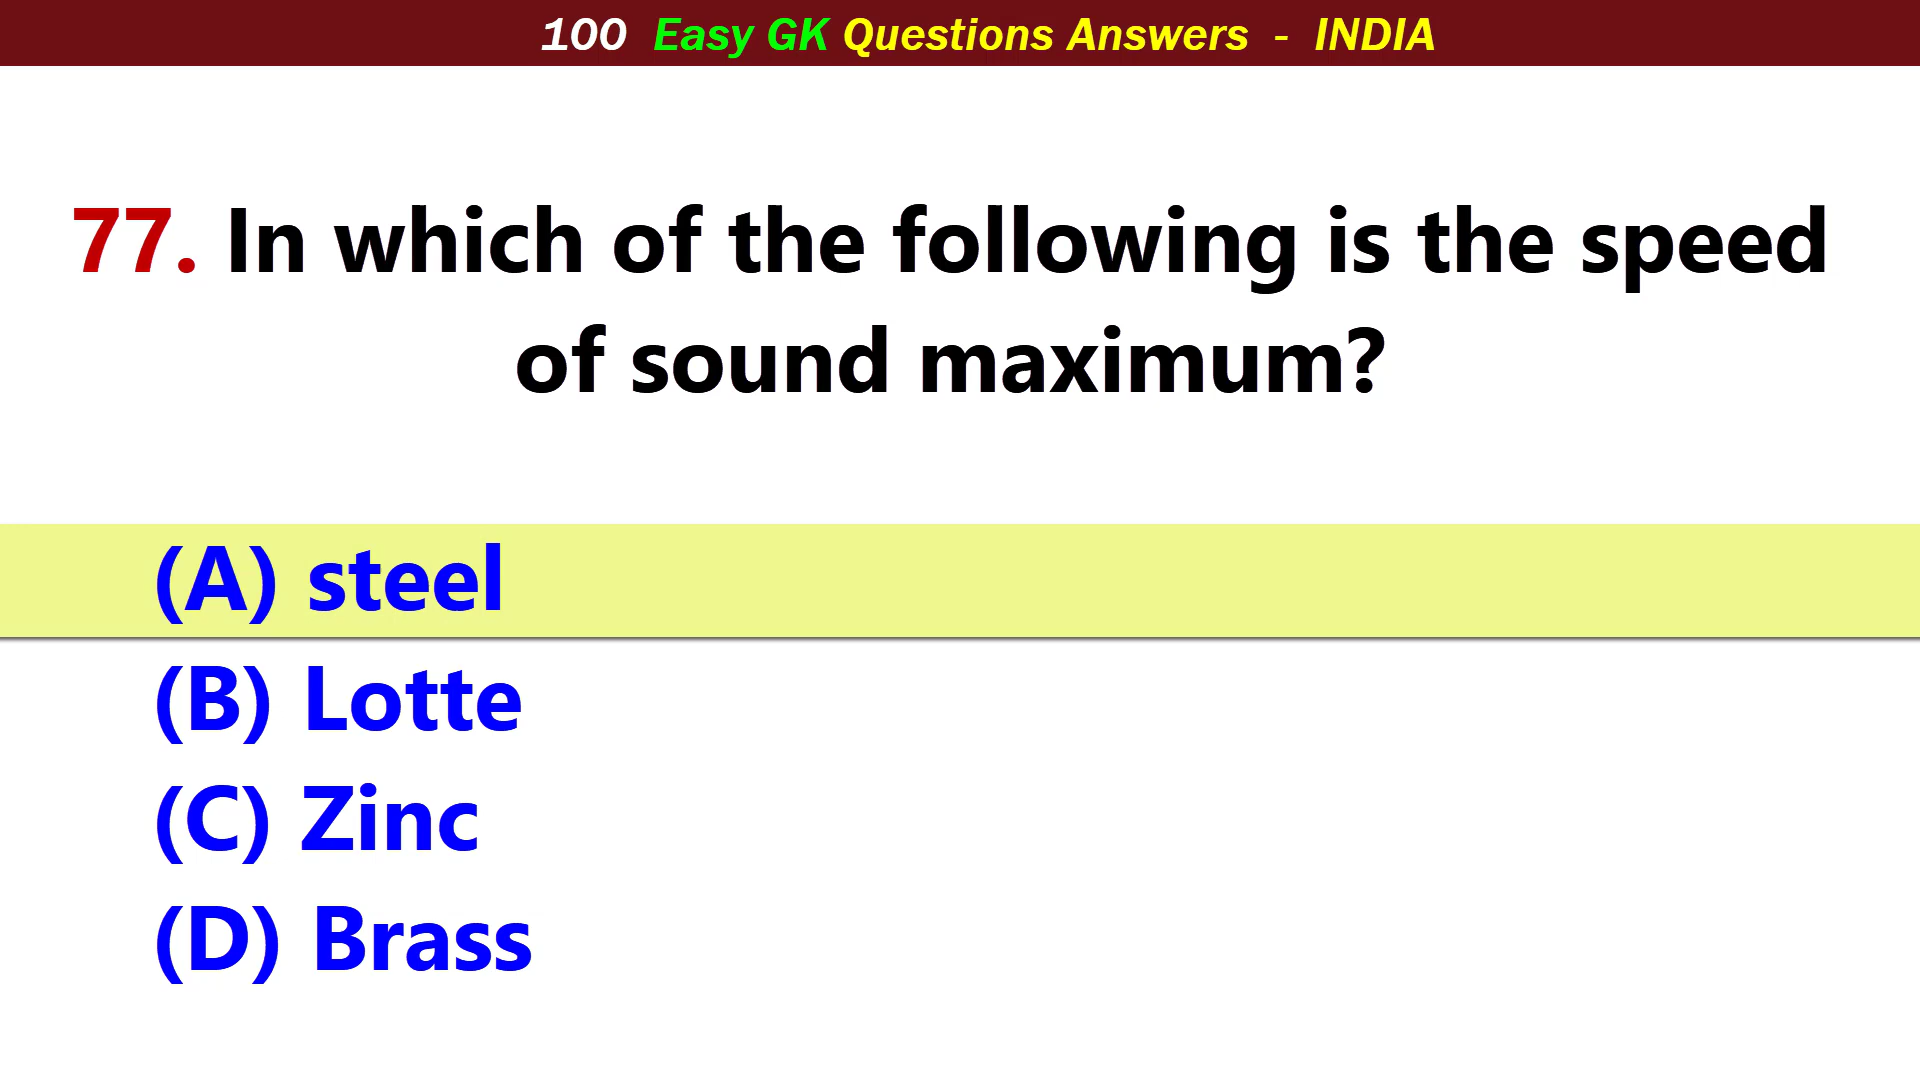 100 Easy GK Questions Answers - INDIA
77. In which of the following is the speed
of sound maximum?
(A) steel
(B) Lotte
(C) Zinc
(D) Brass